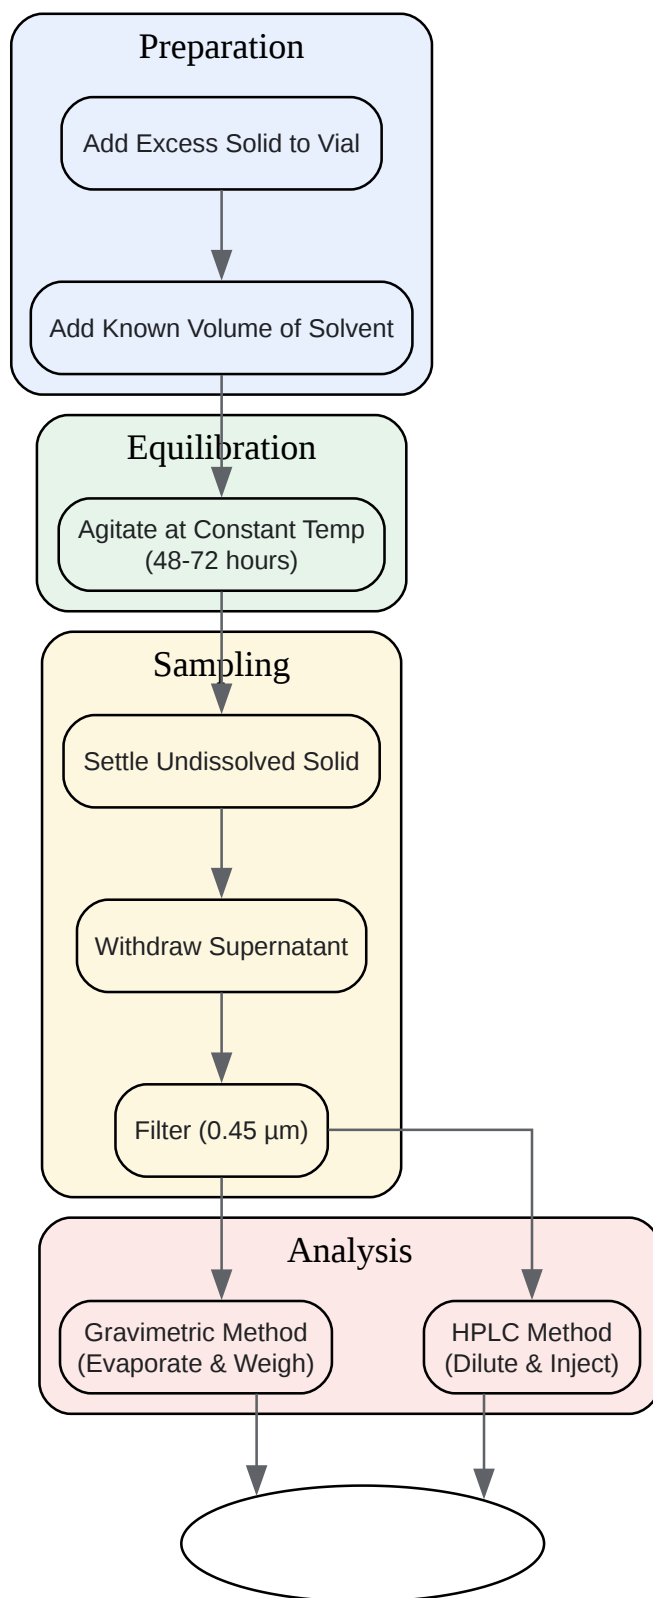 Preparation
Add Excess Solid to Vial
Add Known Volume of Solvent
Equilibration
Agitate at Constant Temp
(48-72 hours)
Sampling
Settle Undissolved Solid
Withdraw Supernatant
Filter (0.45 µm)
Analysis
Gravimetric Method
(Evaporate & Weigh)
HPLC Method
(Dilute & Inject)